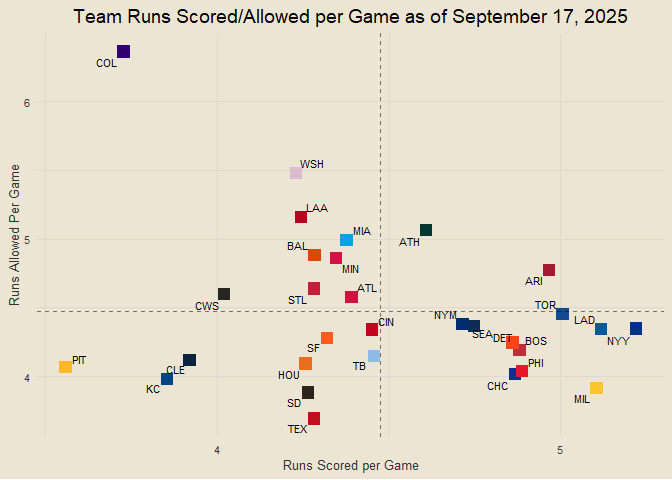 Team Runs Scored/Allowed per Game as of September 17, 2025
COL
6
WSH
LAA
MIA
ATH
5
BAL
MIN
ARI
CWS
STL
ATL
TOR
NYM
CIN
LAD
SEA
DET
BOS
NYY
SF
PIT
CLE
TB
PHI
HOU
4
KC
CHC
SD
MIL
TEX
4
5
Runs Allowed Per Game
Runs Scored per Game